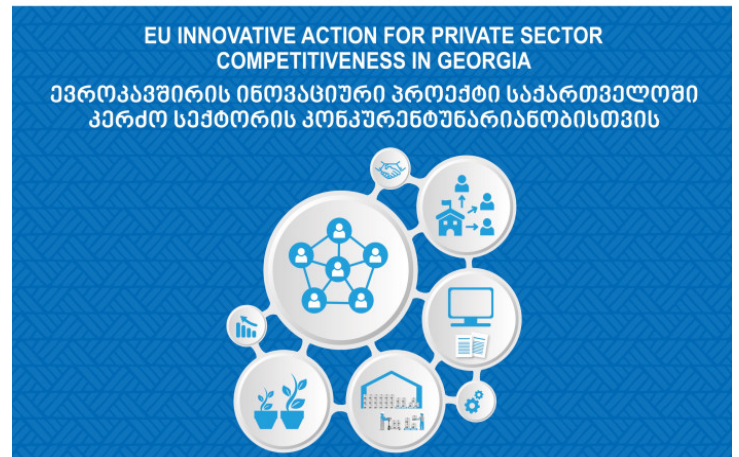 EU INNOVATIVE ACTION FOR PRIVATE SECTOR
COMPETITIVENESS IN GEORGIA
ევროკავშირის ინოვაციური პროექტი საქართველოში
კერძო სექტორის კონკურენტუნარიანობისთვის